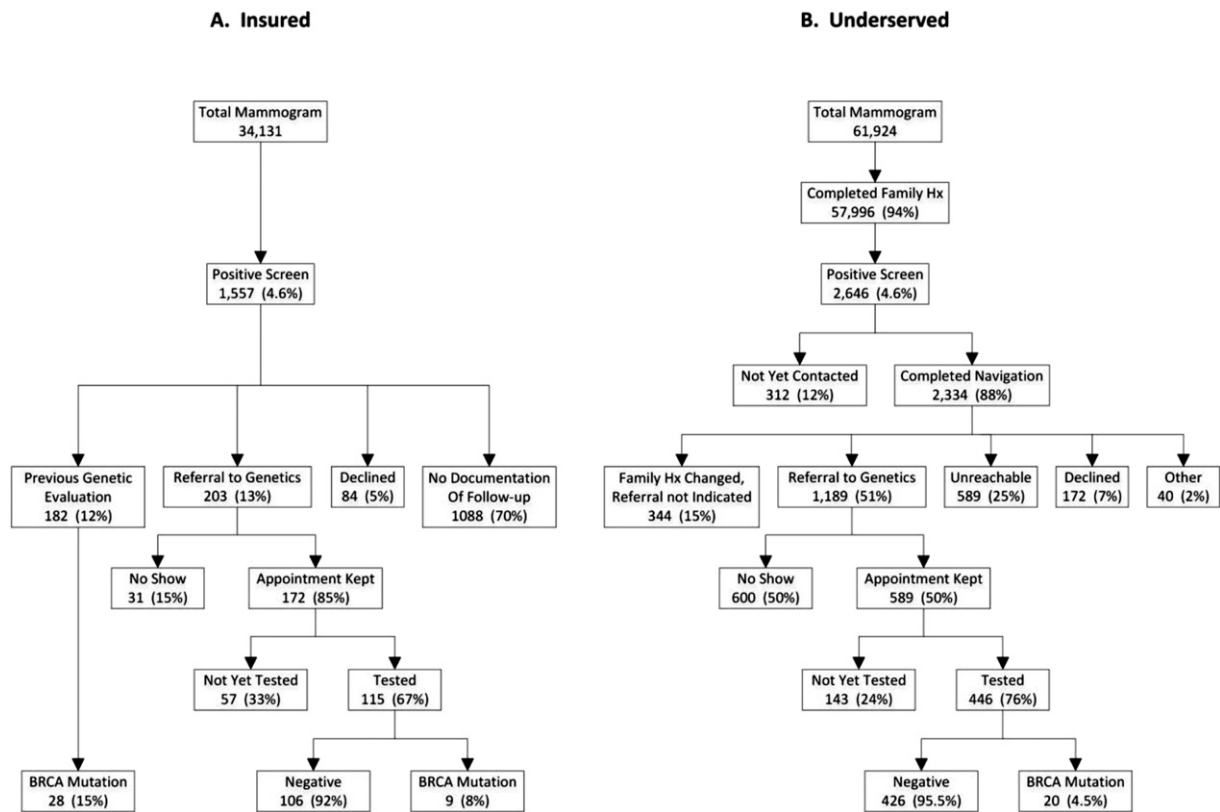 A. Insured
Total Mammogram
34,131
Positive Screen
1,557 (4.6%)
Previous Genetic
Evaluation
182 (12%)
Referral to Genetics
203 (13%)
Declined
84 (5%)
No Documentation
Of Follow-up
1088 (70%)
No Show
31 (15%)
Appointment Kept
172 (85%)
Not Yet Tested
57 (33%)
Tested
115 (67%)
BRCA Mutation
28 (15%)
Negative
106 (92%)
BRCA Mutation
9 (8%)
B. Underserved
Total Mammogram
61,924
Completed Family Hx
57,996 (94%)
Positive Screen
2,646 (4.6%)
Not Yet Contacted
312 (12%)
Completed Navigation
2,334 (88%)
Family Hx Changed,
Referral not Indicated
344 (15%)
Referral to Genetics
1,189 (51%)
Unreachable
589 (25%)
Declined
172 (7%)
Other
40 (2%)
No Show
600 (50%)
Appointment Kept
589 (50%)
Not Yet Tested
143 (24%)
Tested
446 (76%)
Negative
426 (95.5%)
BRCA Mutation
20 (4.5%)